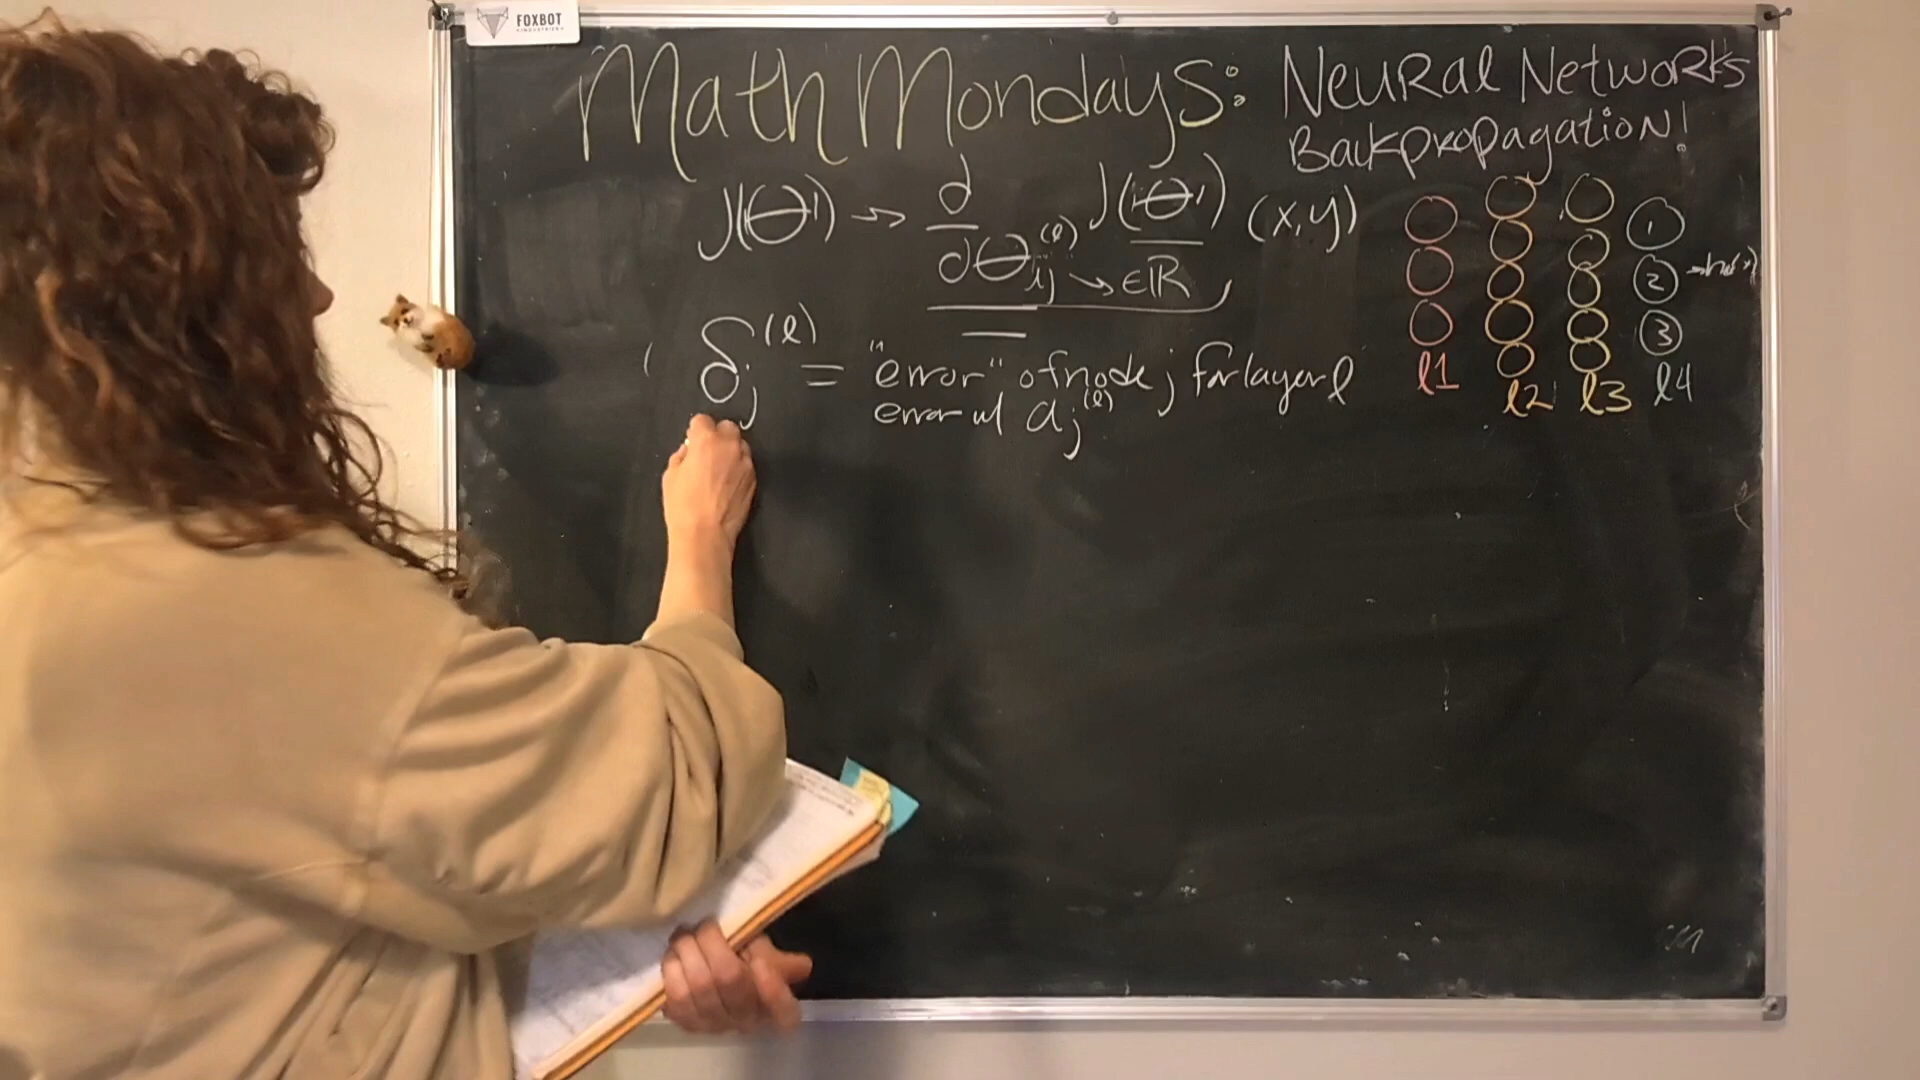 FOXBOT
Math Mondays: Neural Networks
Backpropagation!
J(Θ) → ∂/∂Θij^(l) J(Θ) (x,y)
→ ∈ℝ
δj^(l) = "error" of node j for layer l
error w/ aj^(l)
1
2
3
l1 l2 l3 l4